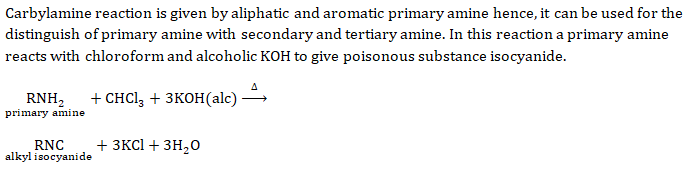 Carbylamine reaction is given by aliphatic and aromatic primary amine hence, it can be used for the
distinguish of primary amine with secondary and tertiary amine. In this reaction a primary amine
reacts with chloroform and alcoholic KOH to give poisonous substance isocyanide.
RNH₂ + CHCl₃ + 3KOH(alc) —Δ→
primary amine
RNC + 3KCl + 3H₂O
alkyl isocyanide